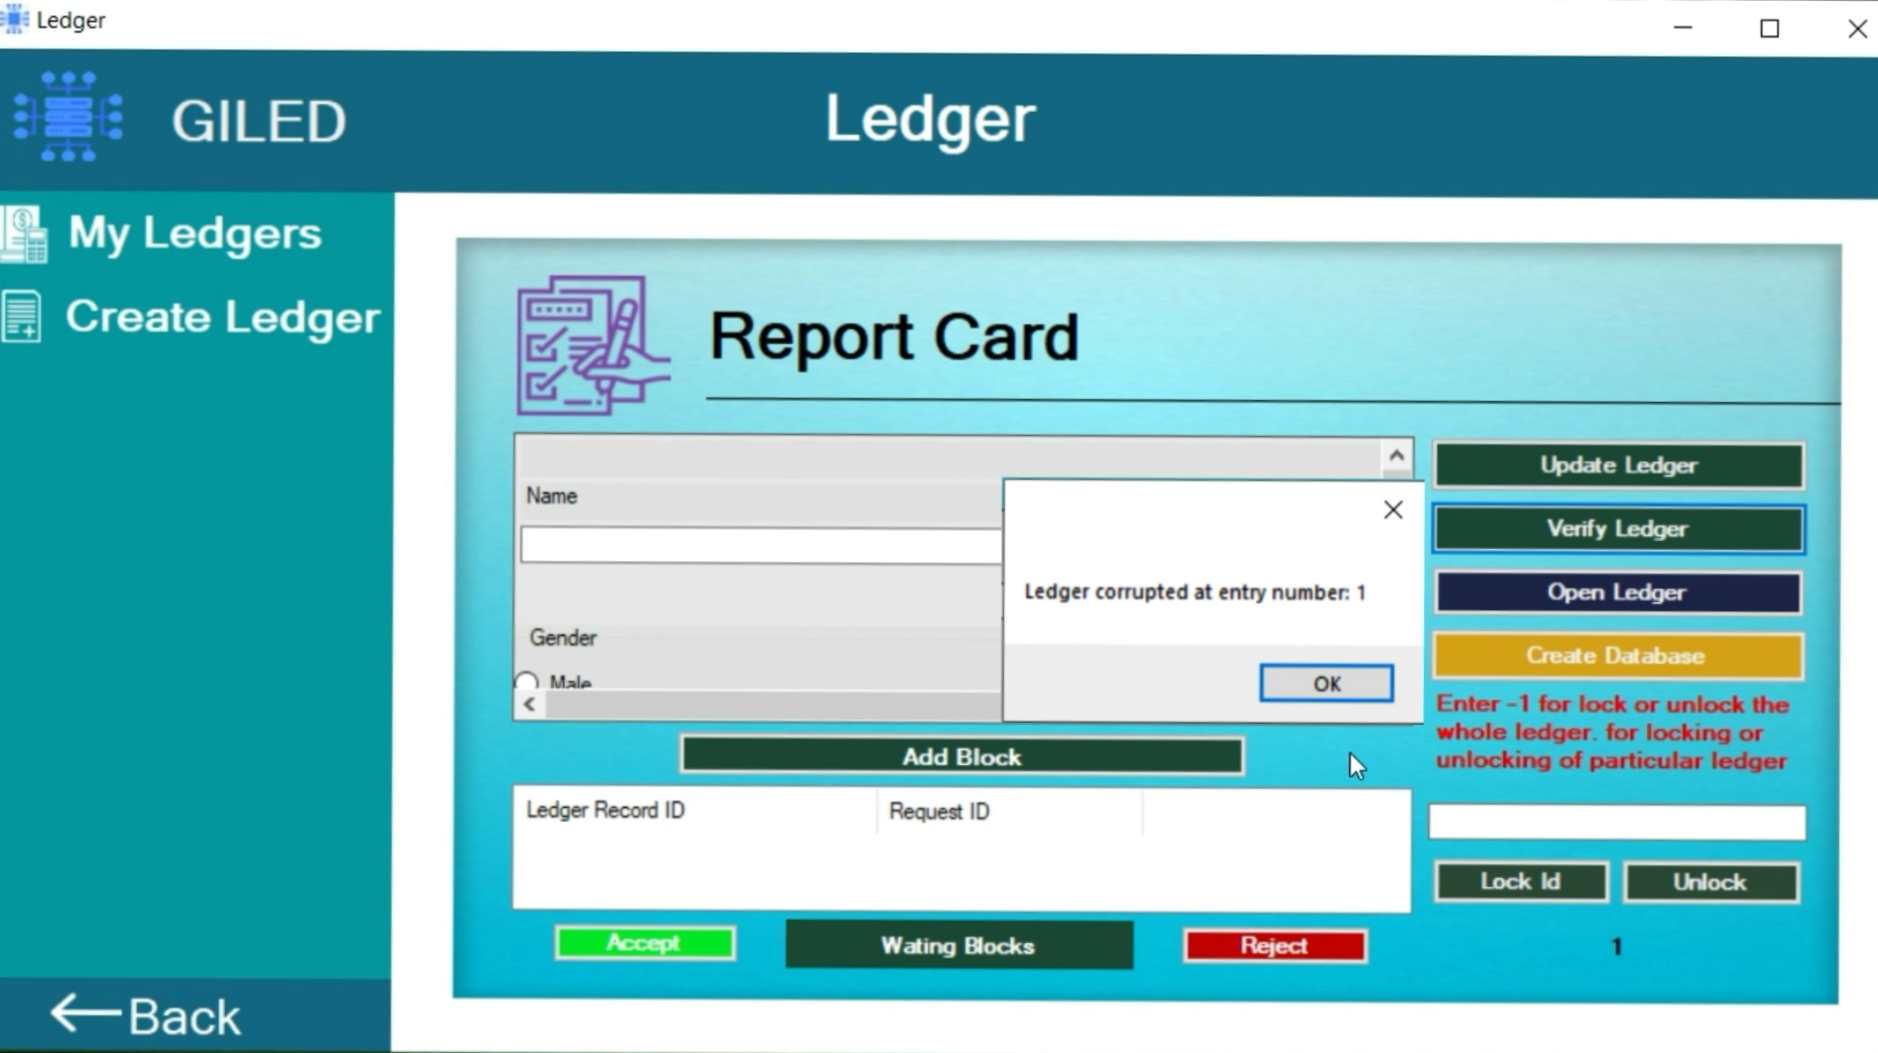 Ledger
GILED
Ledger
My Ledgers
Create Ledger
Report Card
Name
Gender
Male
Ledger corrupted at entry number: 1
OK
Update Ledger
Verify Ledger
Open Ledger
Create Database
Enter -1 for lock or unlock the
whole ledger. for locking or
unlocking of particular ledger
Add Block
Ledger Record ID
Request ID
Lock Id
Unlock
Accept
Wating Blocks
Reject
1
Back